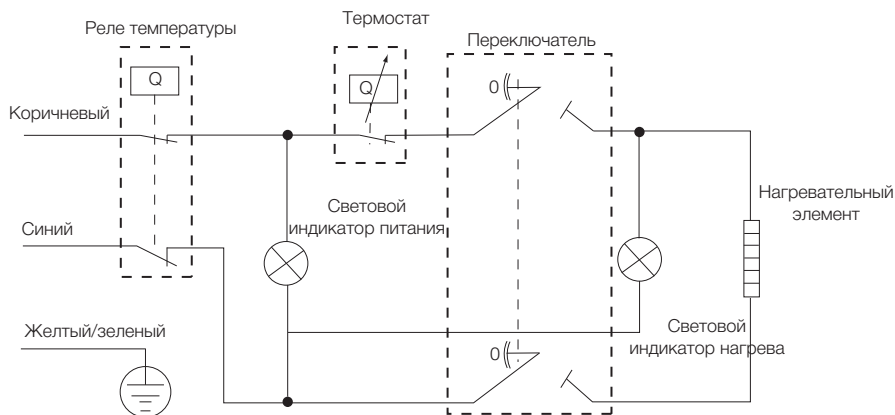 Реле температуры
Термостат
Переключатель
Q
Q
0
Коричневый
Световой
индикатор питания
Нагревательный
элемент
Синий
Желтый/зеленый
Световой
индикатор нагрева
0